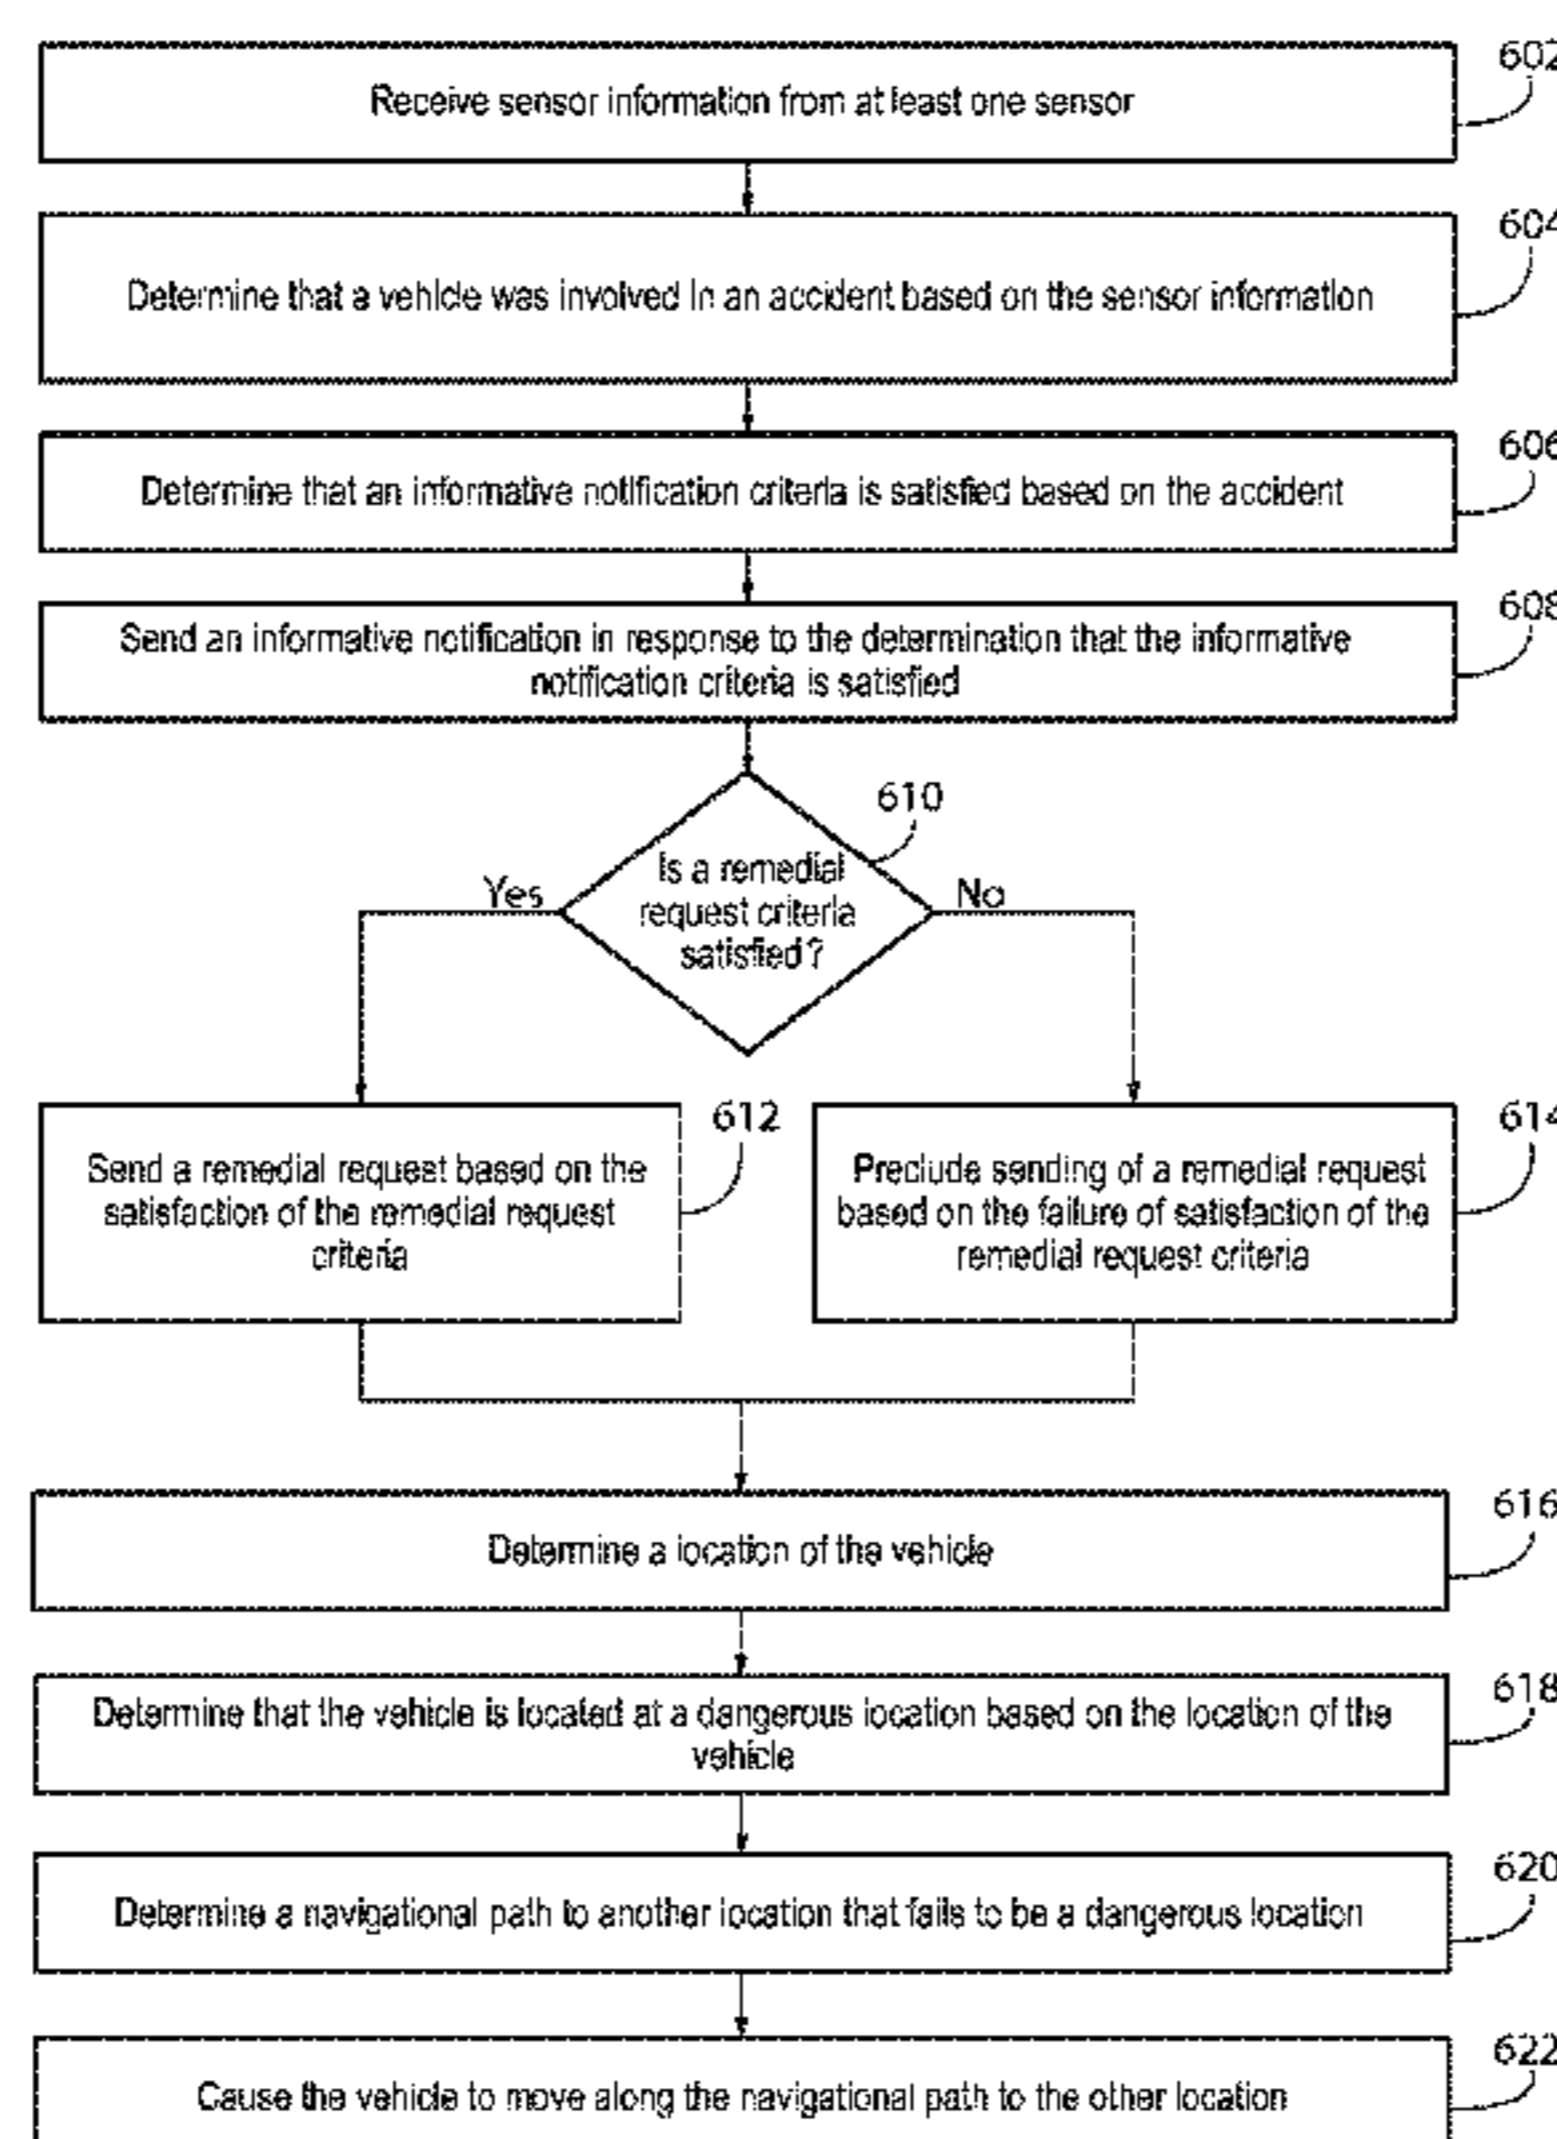 602
Receive sensor information from at least one sensor
604
Determine that a vehicle was involved in an accident based on the sensor information
606
Determine that an informative notification criteria is satisfied based on the accident
608
Send an informative notification in response to the determination that the informative
notification criteria is satisfied
610
Is a remedial
request criteria
satisfied?
Yes
No
612
Send a remedial request based on the
satisfaction of the remedial request
criteria
614
Preclude sending of a remedial request
based on the failure of satisfaction of the
remedial request criteria
616
Determine a location of the vehicle
618
Determine that the vehicle is located at a dangerous location based on the location of the
vehicle
620
Determine a navigational path to another location that fails to be a dangerous location
622
Cause the vehicle to move along the navigational path to the other location